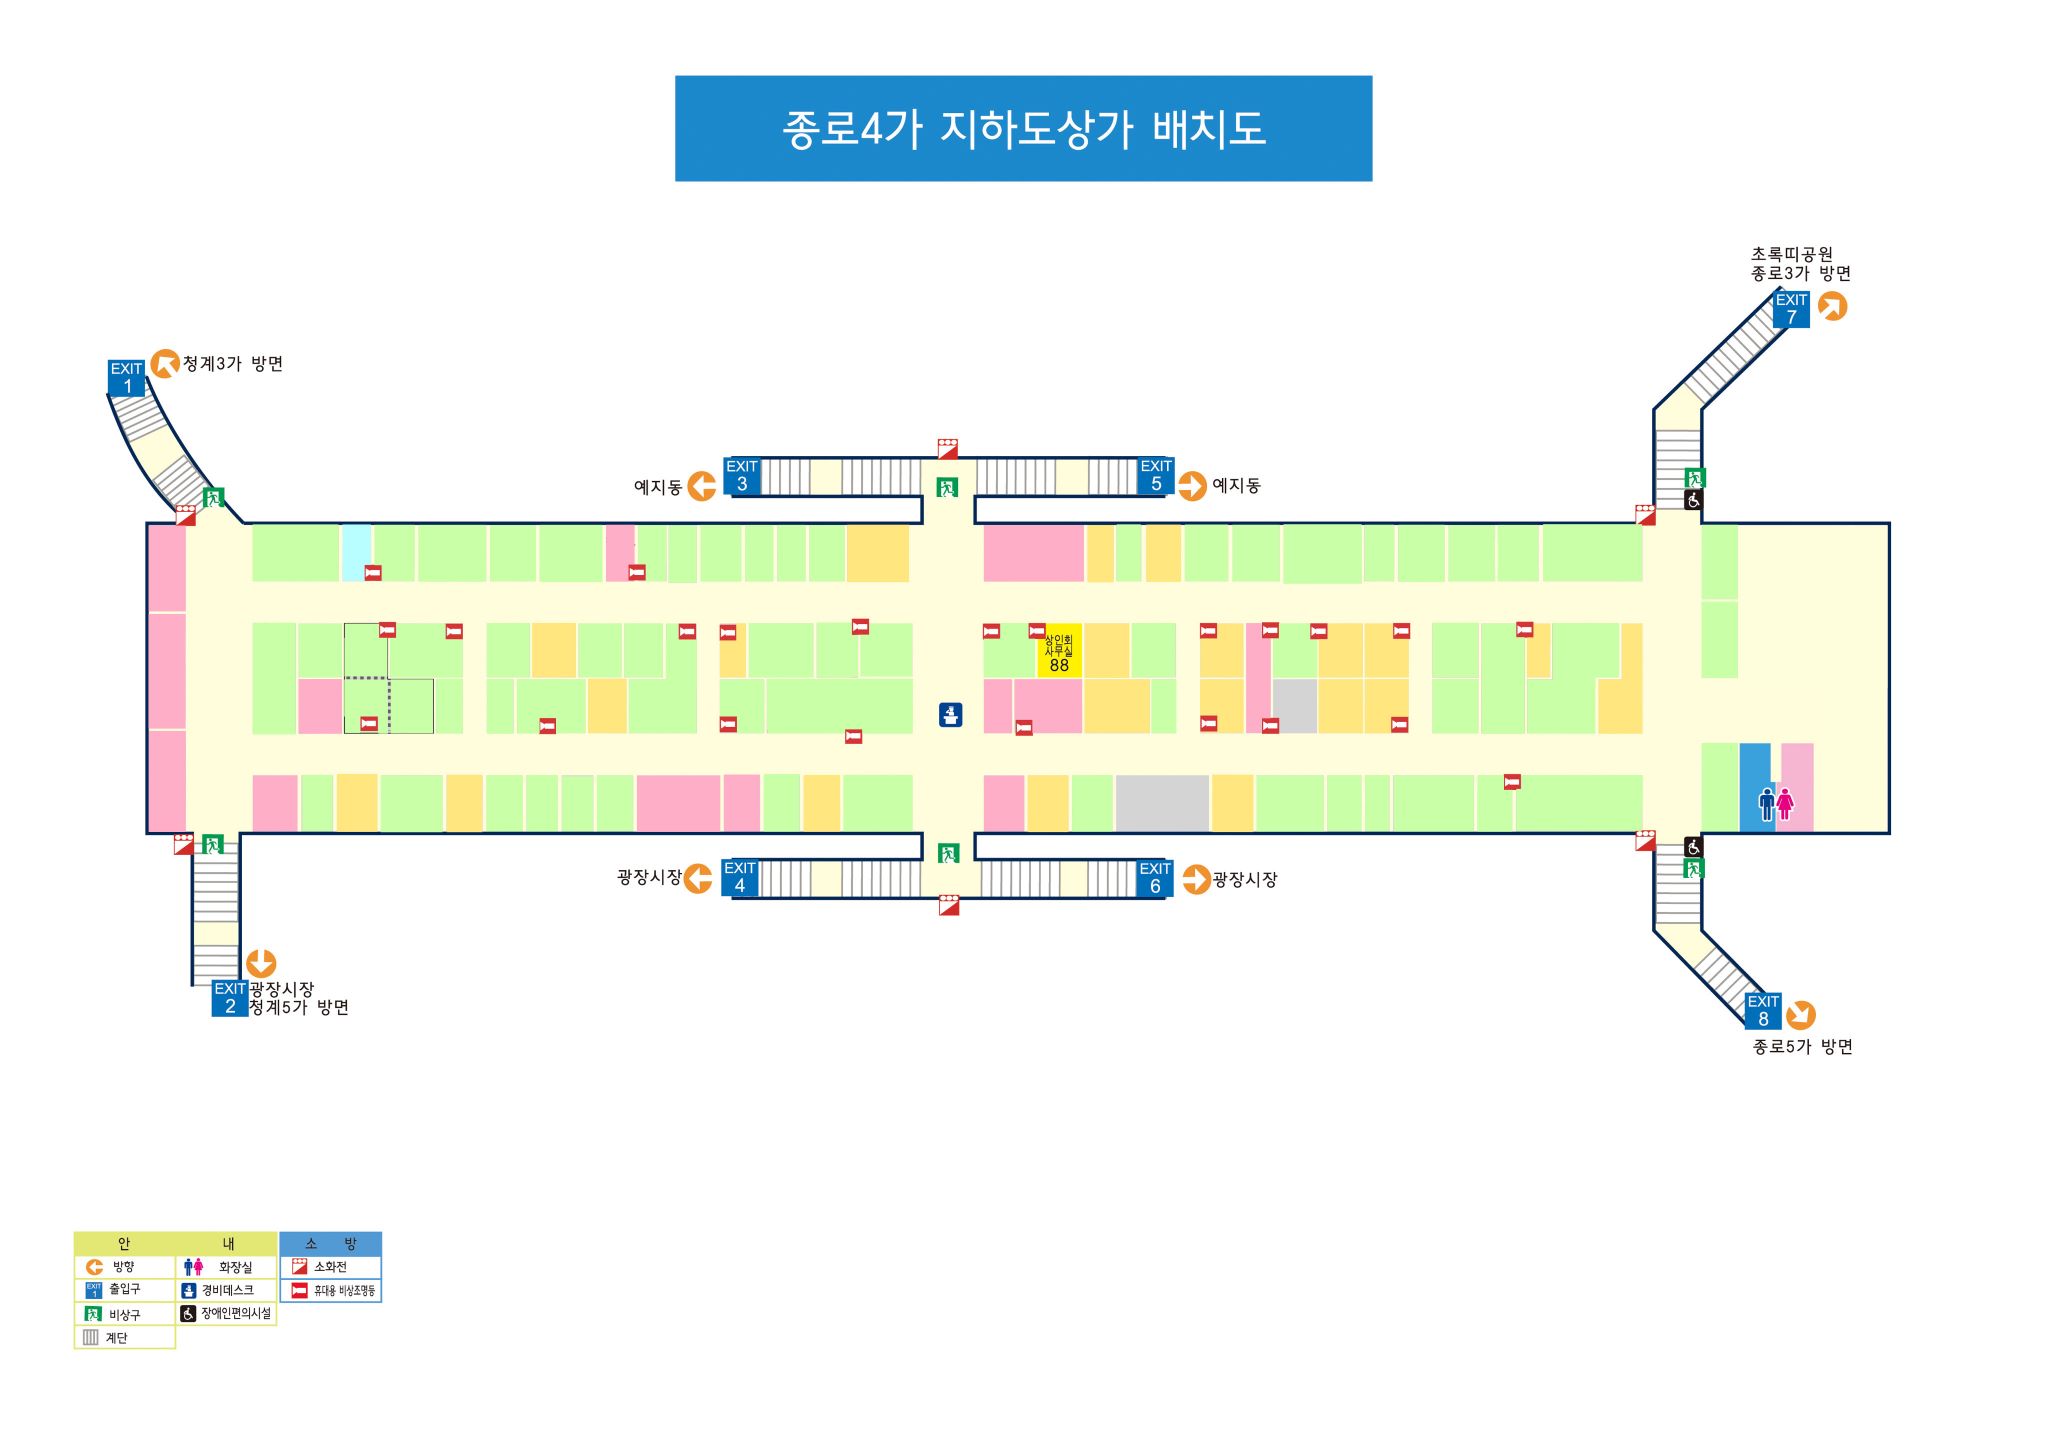 종로4가 지하도상가 배치도
초록띠공원
종로3가 방면
EXIT
7
EXIT
1
청계3가 방면
예지동
EXIT
3
EXIT
5
예지동
상인회
사무실
88
광장시장
EXIT
4
EXIT
6
광장시장
EXIT
2
광장시장
청계5가 방면
EXIT
8
종로5가 방면
안 내
소 방
방향
화장실
소화전
EXIT
1
출입구
경비데스크
휴대용 비상조명등
비상구
장애인편의시설
계단